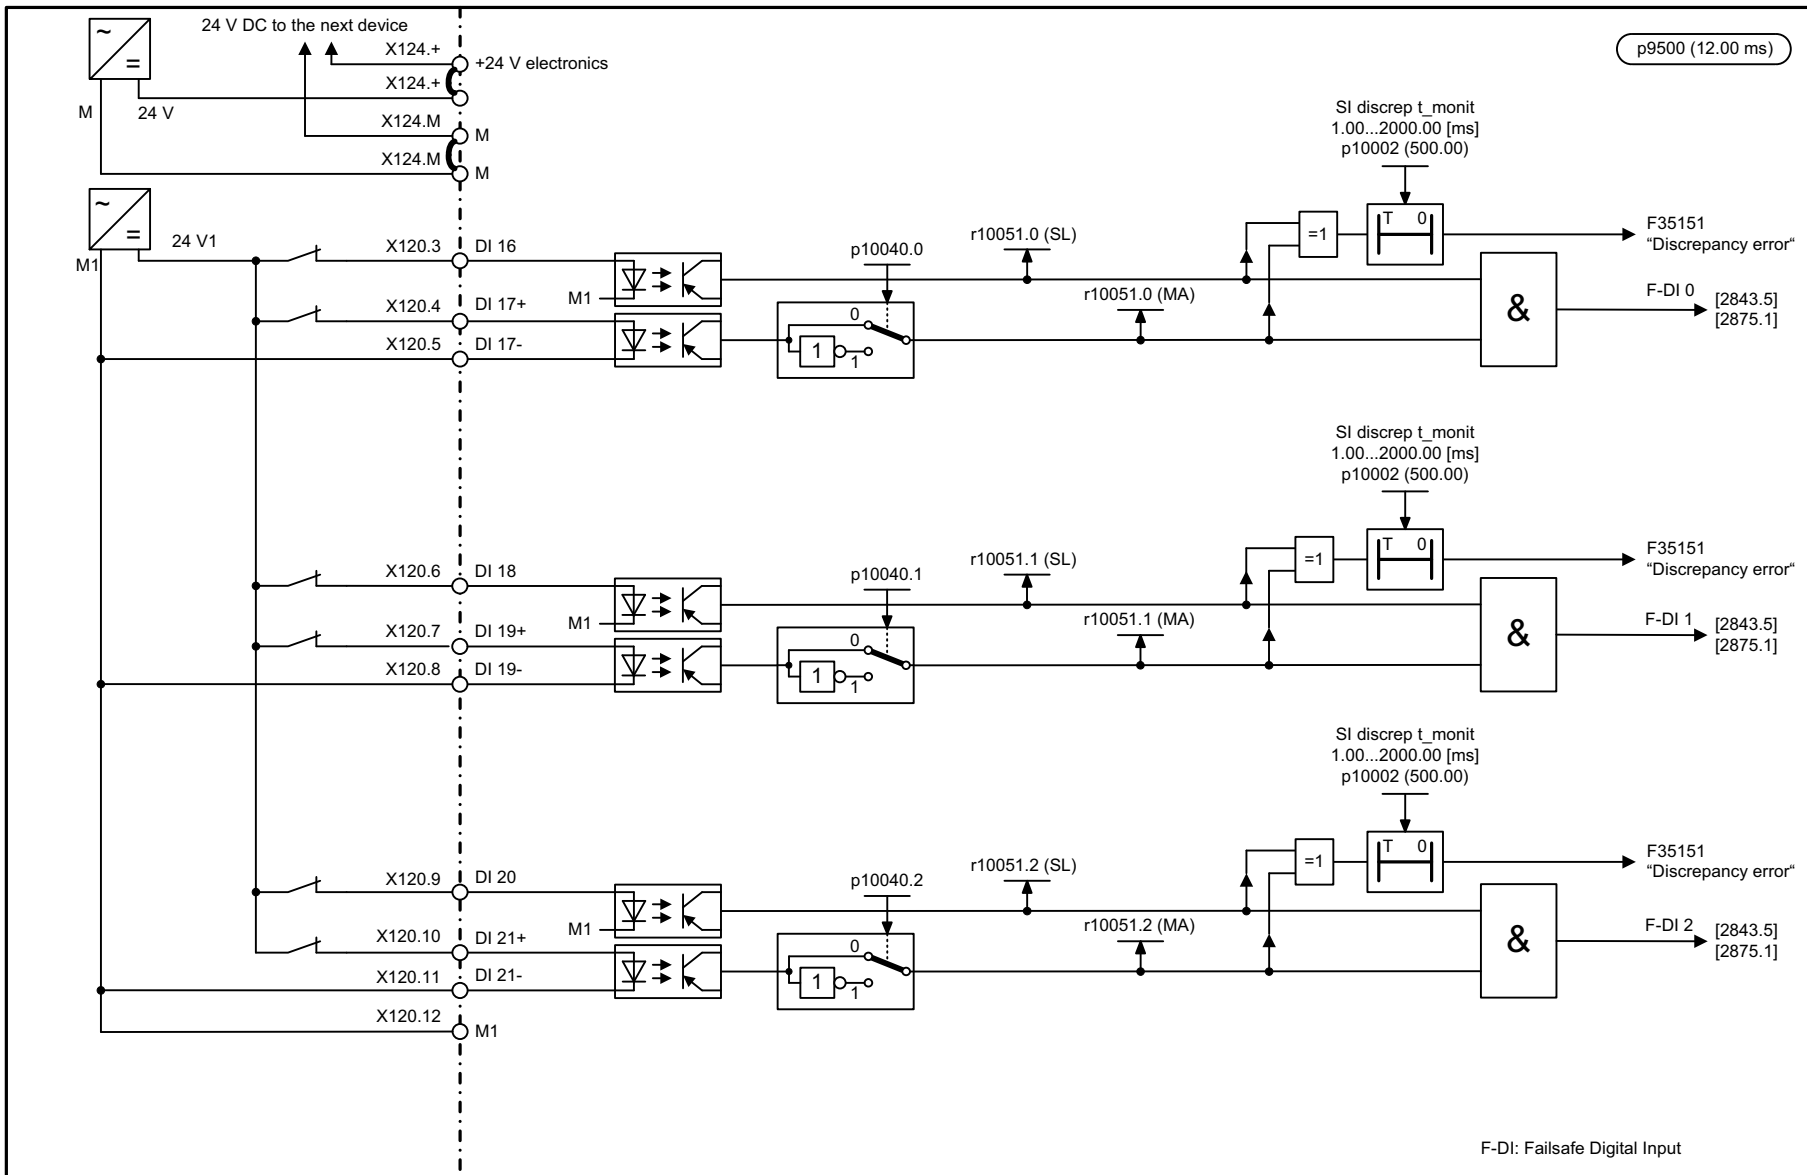 24 V DC to the next device
p9500 (12.00 ms)
~
=
X124.+
+24 V electronics
X124.+
M
24 V
X124.M
M
X124.M
M
~
=
24 V1
M1
SI discrep t_monit
1.00...2000.00 [ms]
p10002 (500.00)
X120.3
DI 16
p10040.0
r10051.0 (SL)
=1
T 0
F35151
“Discrepancy error“
M1
X120.4
DI 17+
r10051.0 (MA)
&
F-DI 0
[2843.5]
[2875.1]
X120.5
DI 17-
0
1
1
SI discrep t_monit
1.00...2000.00 [ms]
p10002 (500.00)
X120.6
DI 18
p10040.1
r10051.1 (SL)
=1
T 0
F35151
“Discrepancy error“
M1
X120.7
DI 19+
r10051.1 (MA)
&
F-DI 1
[2843.5]
[2875.1]
X120.8
DI 19-
0
1
1
SI discrep t_monit
1.00...2000.00 [ms]
p10002 (500.00)
X120.9
DI 20
p10040.2
r10051.2 (SL)
=1
T 0
F35151
“Discrepancy error“
M1
X120.10
DI 21+
r10051.2 (MA)
&
F-DI 2
[2843.5]
[2875.1]
X120.11
DI 21-
0
1
1
X120.12
M1
F-DI: Failsafe Digital Input